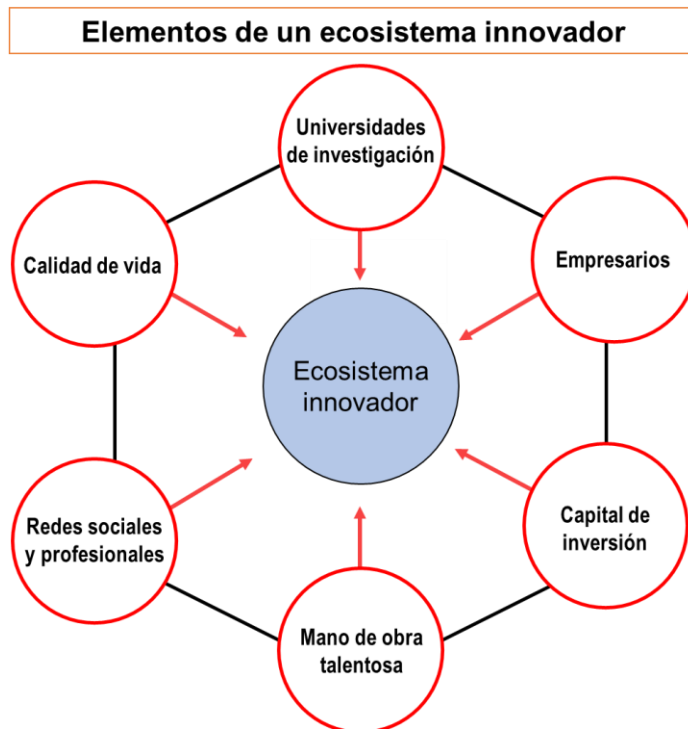 Elementos de un ecosistema innovador
Universidades
de investigación
Calidad de vida
Empresarios
Ecosistema
innovador
Redes sociales
y profesionales
Capital de
inversión
Mano de obra
talentosa